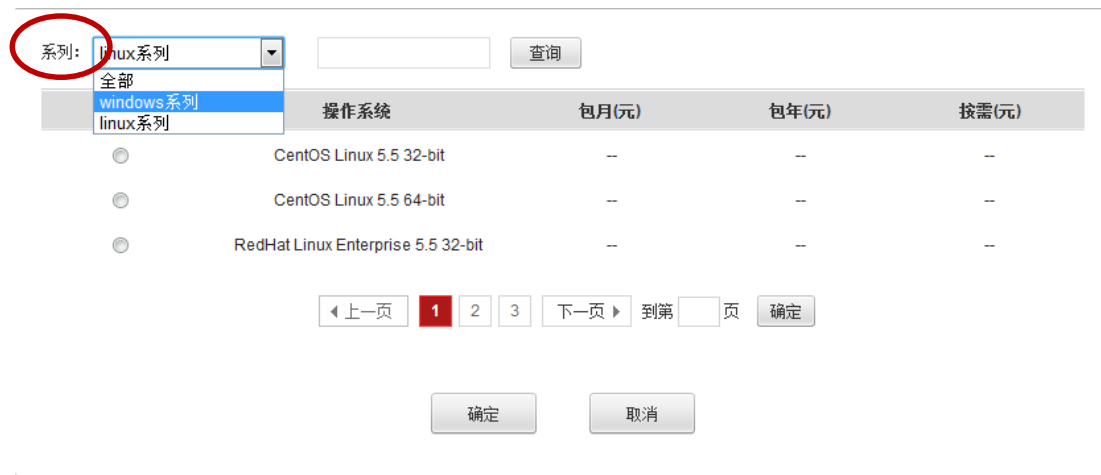 系列： linux系列 查询
全部
windows系列
linux系列
操作系统 包月(元) 包年(元) 按需(元)
CentOS Linux 5.5 32-bit -- -- --
CentOS Linux 5.5 64-bit -- -- --
RedHat Linux Enterprise 5.5 32-bit -- -- --
上一页 1 2 3 下一页 到第 页 确定
确定 取消